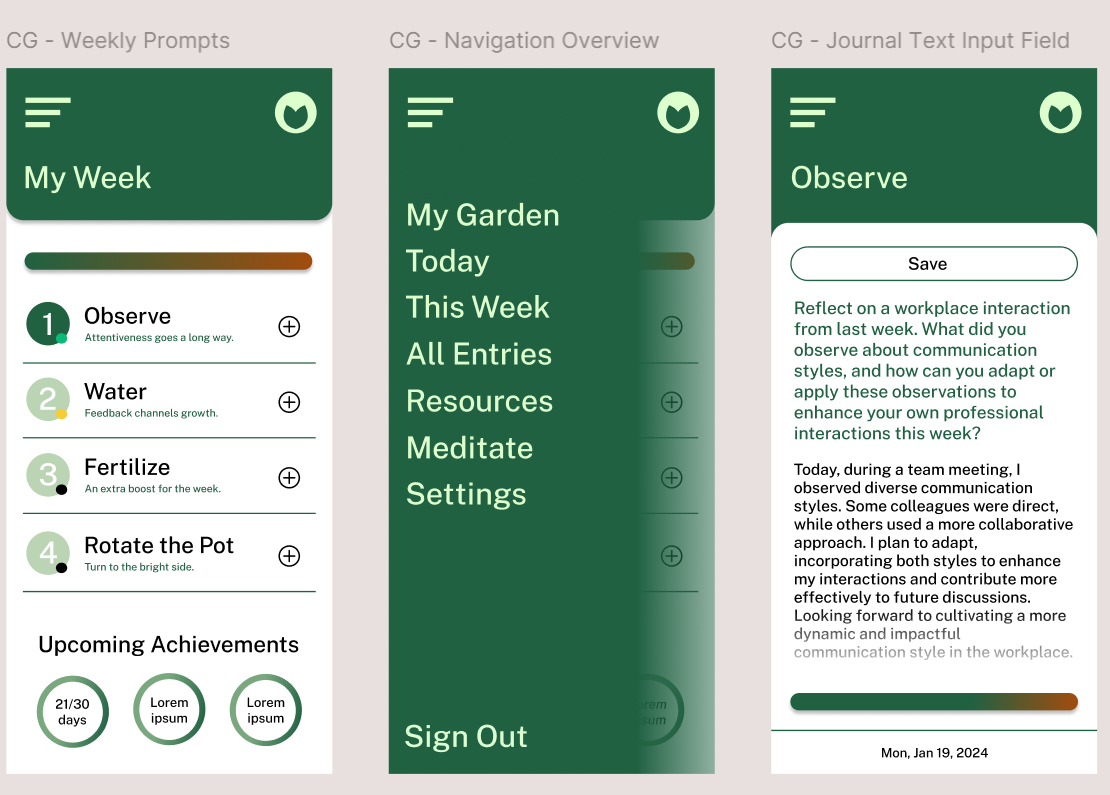 CG - Weekly Prompts
My Week
1
Observe
Attentiveness goes a long way.
2
Water
Feedback channels growth.
3
Fertilize
An extra boost for the week.
4
Rotate the Pot
Turn to the bright side.
Upcoming Achievements
21/30
days
Lorem
ipsum
Lorem
ipsum
CG - Navigation Overview
My Garden
Today
This Week
All Entries
Resources
Meditate
Settings
Sign Out
CG - Journal Text Input Field
Observe
Save
Reflect on a workplace interaction
from last week. What did you
observe about communication
styles, and how can you adapt or
apply these observations to
enhance your own professional
interactions this week?
Today, during a team meeting, I
observed diverse communication
styles. Some colleagues were direct,
while others used a more collaborative
approach. I plan to adapt,
incorporating both styles to enhance
my interactions and contribute more
effectively to future discussions.
Looking forward to cultivating a more
dynamic and impactful
communication style in the workplace.
Mon, Jan 19, 2024